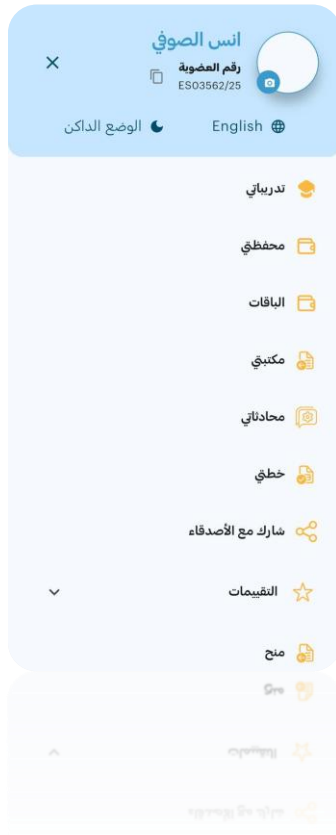 انس الصوفي
رقم العضوية
ES03562/25
English
الوضع الداكن
تدريباتي
محفظتي
الباقات
مكتبتي
محادثاتي
خطتي
شارك مع الأصدقاء
التقييمات
منح